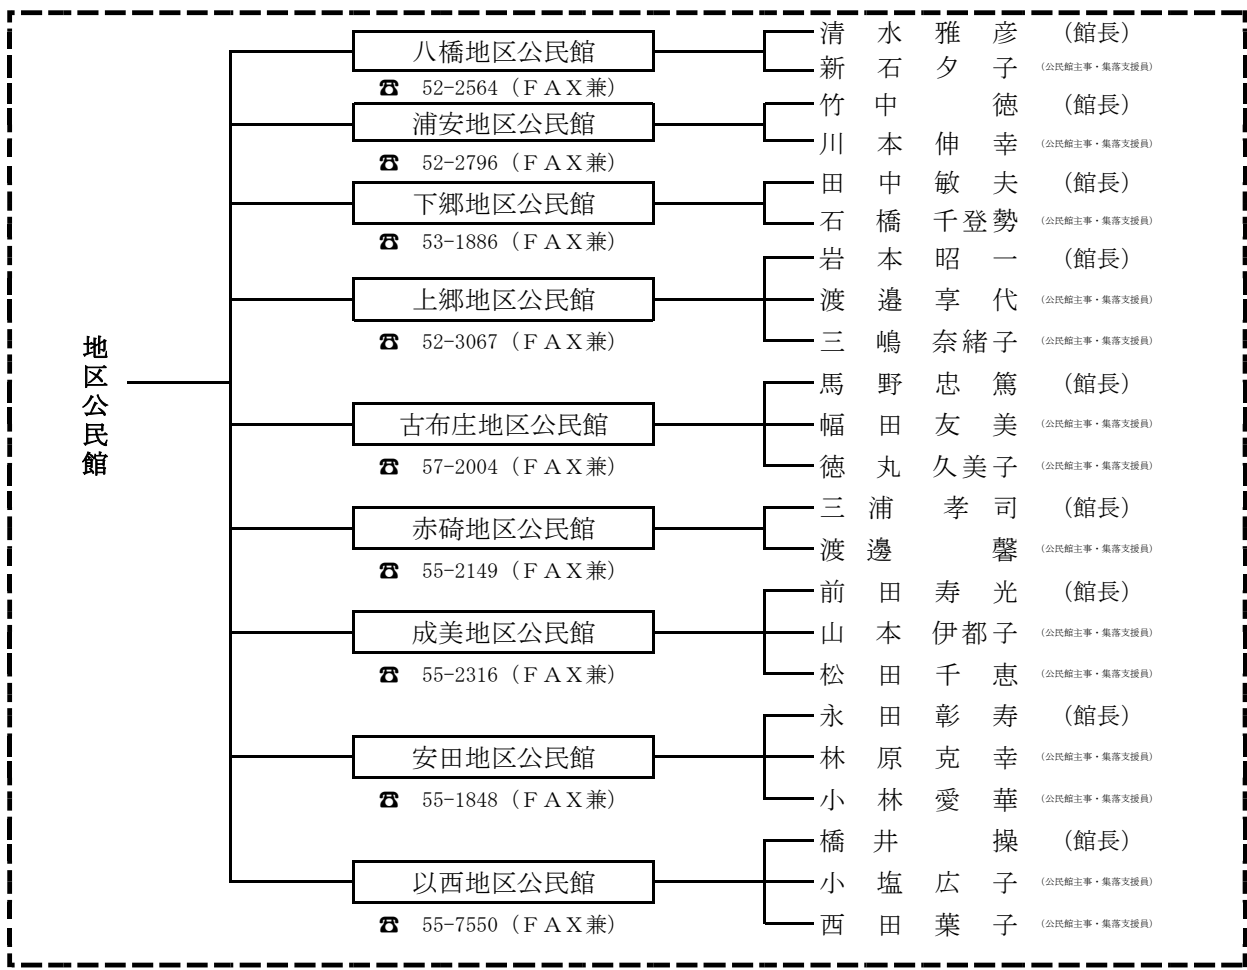 地区公民館
八橋地区公民館
☎ 52-2564（ＦＡＸ兼）
清水雅彦 （館長）
新石夕子 （公民館主事・集落支援員）
浦安地区公民館
☎ 52-2796（ＦＡＸ兼）
竹中徳 （館長）
川本伸幸 （公民館主事・集落支援員）
下郷地区公民館
☎ 53-1886（ＦＡＸ兼）
田中敏夫 （館長）
石橋千登勢 （公民館主事・集落支援員）
上郷地区公民館
☎ 52-3067（ＦＡＸ兼）
岩本昭一 （館長）
渡邉享代 （公民館主事・集落支援員）
三嶋奈緒子 （公民館主事・集落支援員）
古布庄地区公民館
☎ 57-2004（ＦＡＸ兼）
馬野忠篤 （館長）
幅田友美 （公民館主事・集落支援員）
徳丸久美子 （公民館主事・集落支援員）
赤碕地区公民館
☎ 55-2149（ＦＡＸ兼）
三浦孝司 （館長）
渡邊馨 （公民館主事・集落支援員）
成美地区公民館
☎ 55-2316（ＦＡＸ兼）
前田寿光 （館長）
山本伊都子 （公民館主事・集落支援員）
松田千恵 （公民館主事・集落支援員）
安田地区公民館
☎ 55-1848（ＦＡＸ兼）
永田彰寿 （館長）
林原克幸 （公民館主事・集落支援員）
小林愛華 （公民館主事・集落支援員）
以西地区公民館
☎ 55-7550（ＦＡＸ兼）
橋井操 （館長）
小塩広子 （公民館主事・集落支援員）
西田葉子 （公民館主事・集落支援員）